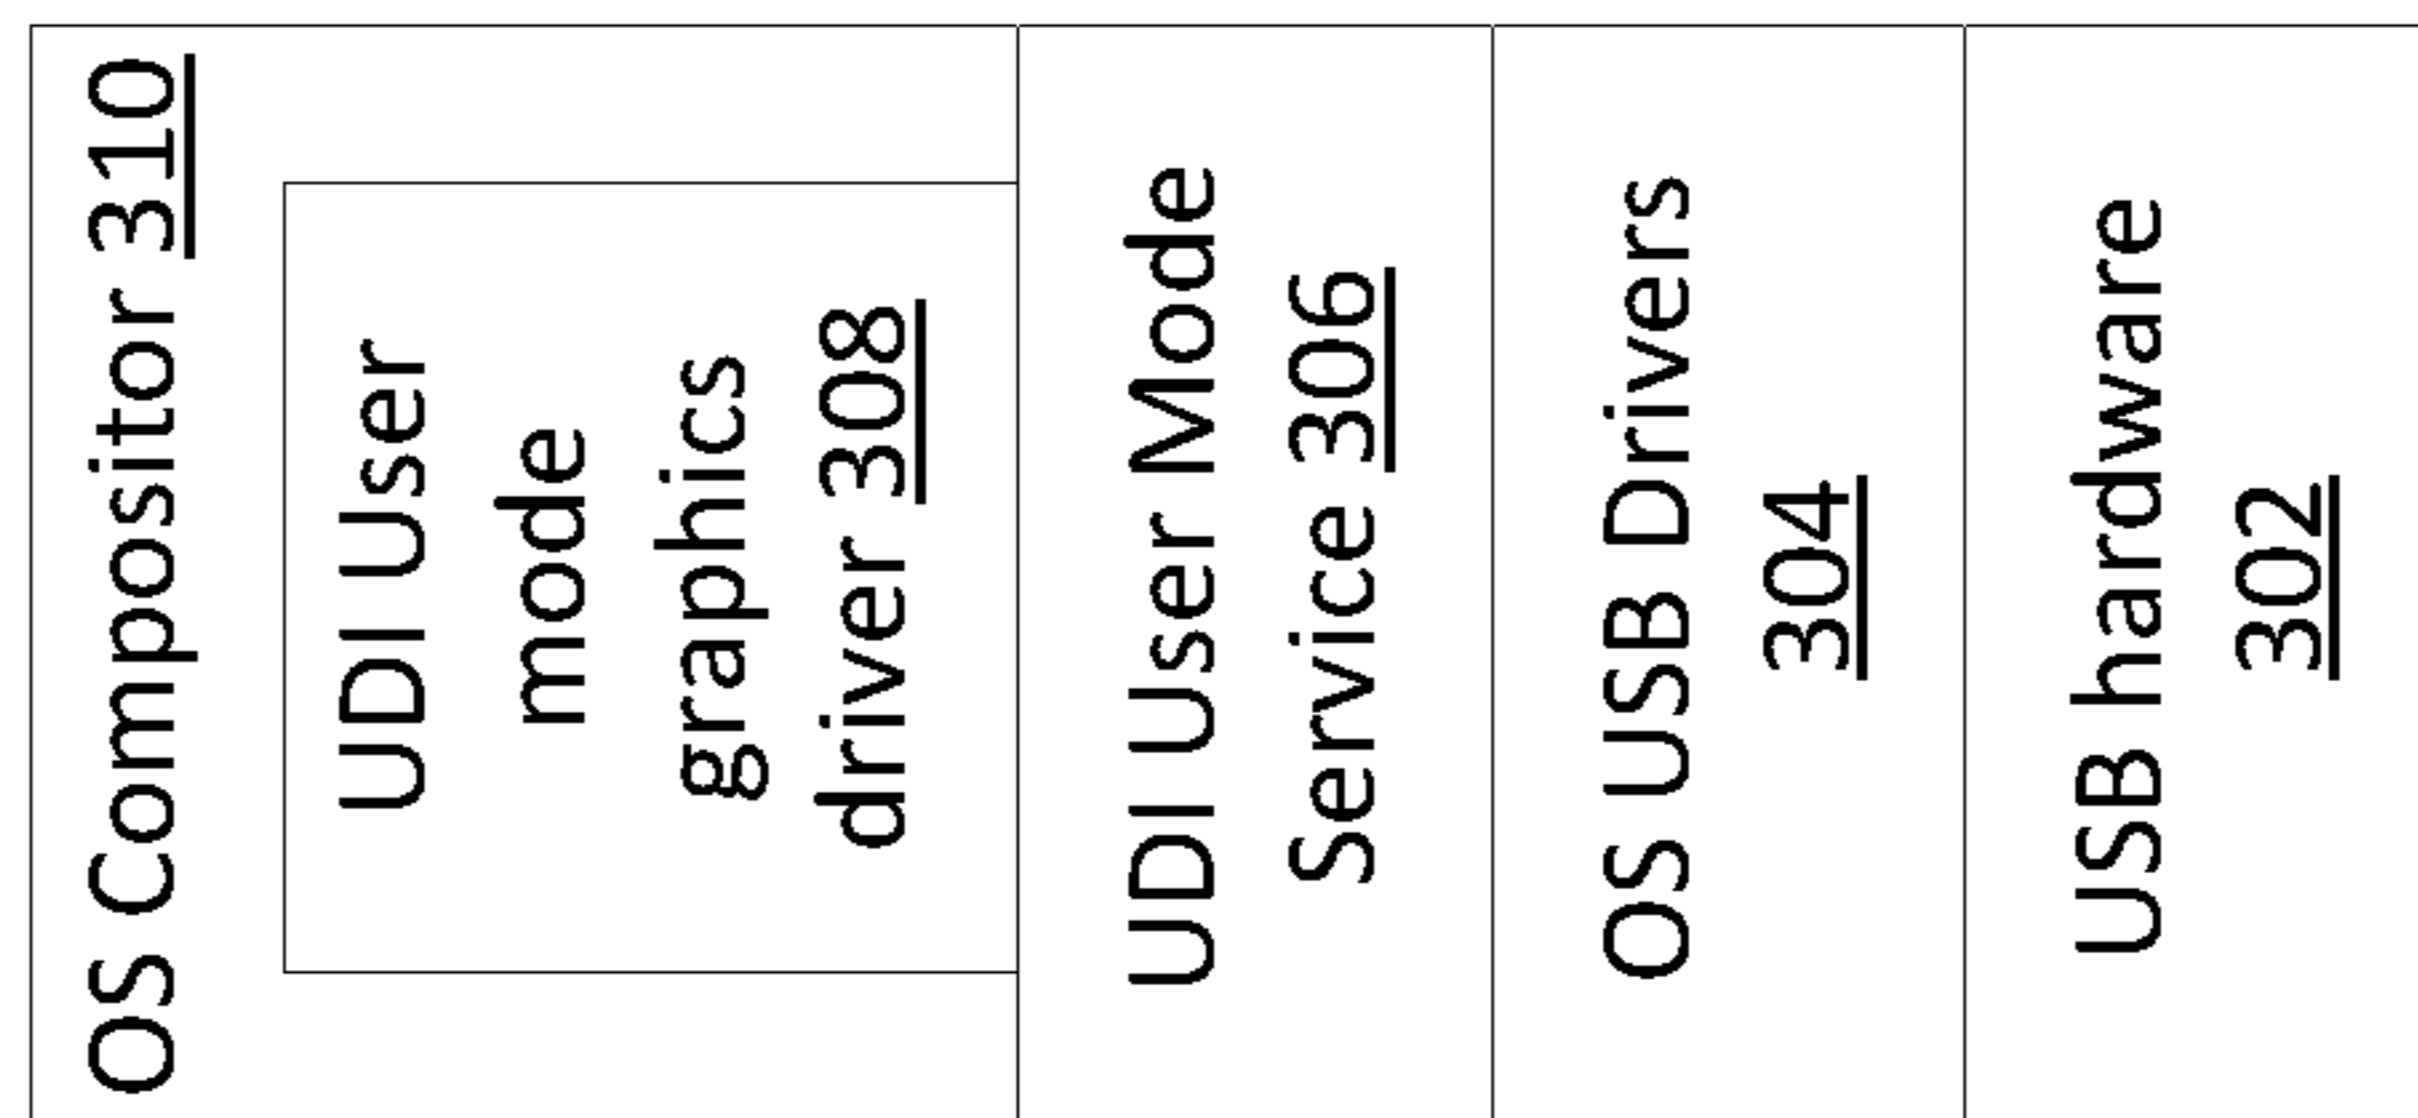 OS Compositor 310
UDI User
mode
graphics
driver 308
UDI User Mode
Service 306
OS USB Drivers
304
USB hardware
302